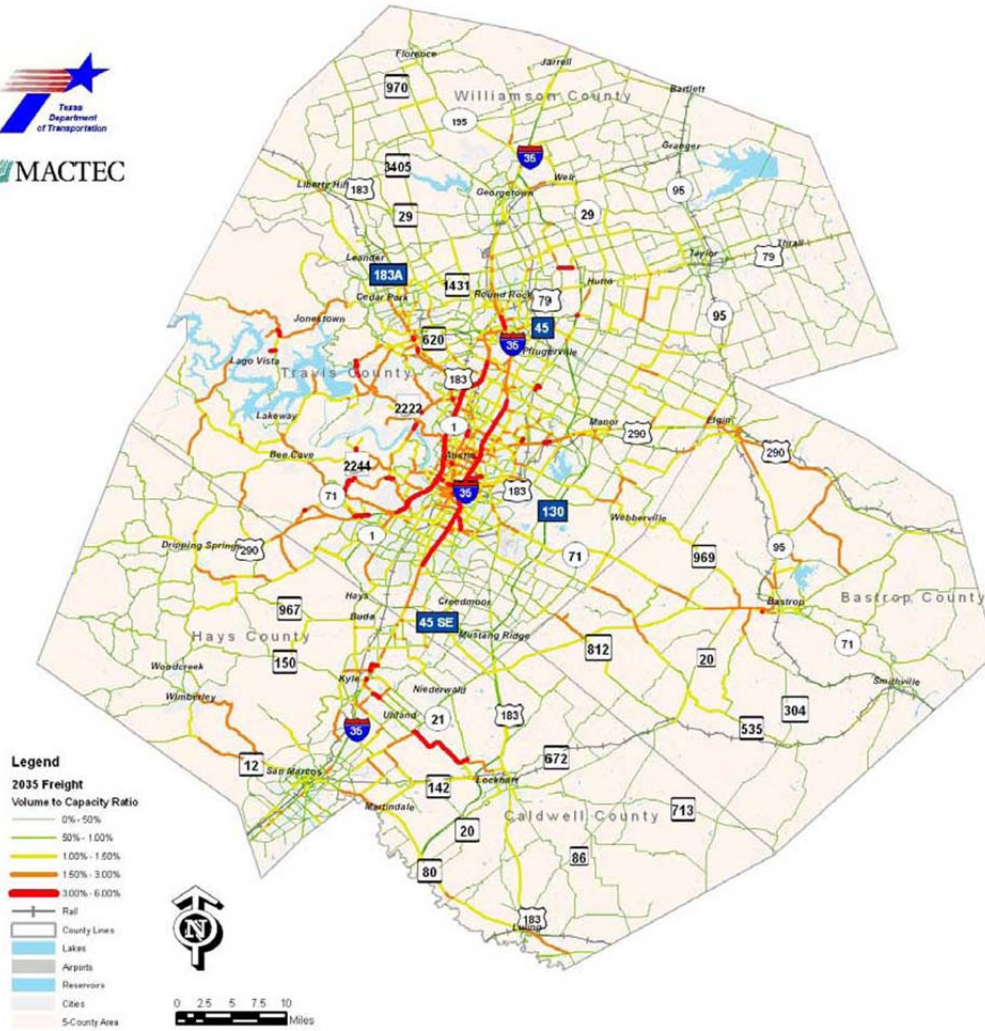 Texas
Department
of Transportation
MACTEC
Florence
Jarrell
970
Williamson County
Bartlett
195
Granger
35
3405
Weir
Liberty Hill
183
Georgetown
95
29
29
Thrall
Taylor
79
Leander
183A
1431
Hutto
Cedar Park
Round Rock
79
95
Jonestown
45
620
35
Pflugerville
Lago Vista
Travis County
183
2222
Lakeway
1
Manor
Elgin
290
Bee Cave
Austin
290
2244
71
35
183
130
Webberville
1
95
Dripping Springs
290
71
969
Hays
Creedmoor
Bastrop
Bastrop County
967
Buda
45 SE
Mustang Ridge
Hays County
812
71
150
20
Woodcreek
Kyle
Niederwald
Smithville
Wimberley
Uhland
21
183
304
35
535
12
San Marcos
672
142
Lockhart
Martindale
713
Caldwell County
20
86
80
183
Luling
Legend
2035 Freight
Volume to Capacity Ratio
0% - 50%
50% - 1.00%
1.00% - 1.50%
1.50% - 3.00%
3.00% - 6.00%
Rail
County Lines
Lakes
Airports
Reservoirs
Cities
5-County Area
N
0 2.5 5 7.5 10
Miles